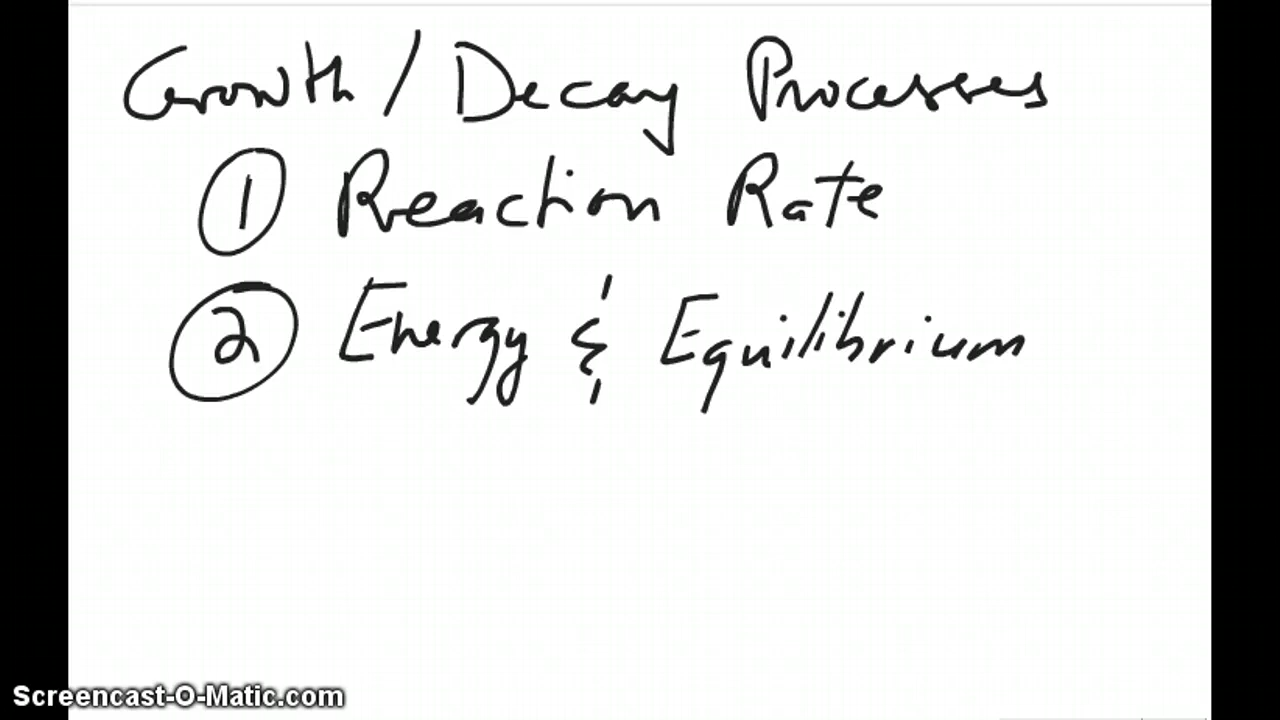 Growth / Decay Processes
① Reaction Rate
② Energy & Equilibrium
Screencast-O-Matic.com